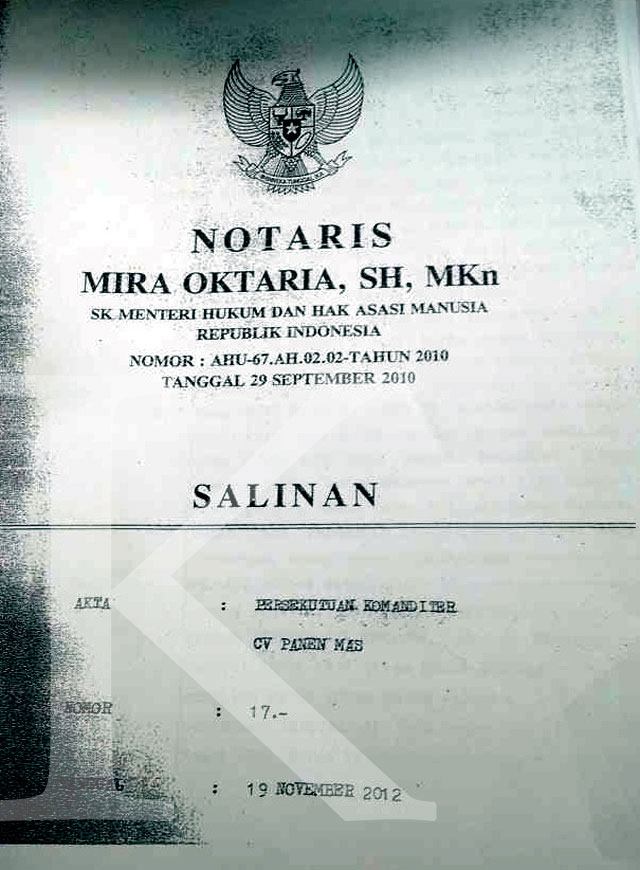 NOTARIS
MIRA OKTARIA, SH, MKn
SK MENTERI HUKUM DAN HAK ASASI MANUSIA
REPUBLIK INDONESIA
NOMOR : AHU-67.AH.02.02-TAHUN 2010
TANGGAL 29 SEPTEMBER 2010
SALINAN
AKTA : PERSEKUTUAN KOMANDITER
CV PANEN MAS
NOMOR : 17.-
: 19 NOVEMBER 2012